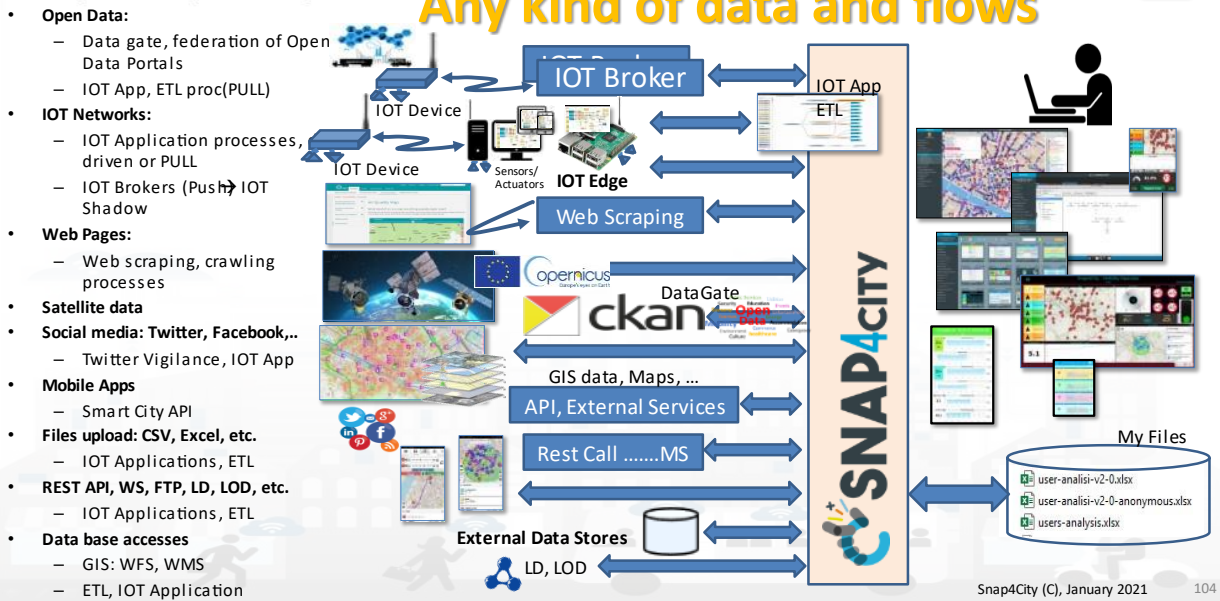 Any kind of data and flows
• Open Data:
– Data gate, federation of Open
Data Portals
– IOT App, ETL proc(PULL)
• IOT Networks:
– IOT Application processes,
driven or PULL
– IOT Brokers (Push→ IOT
Shadow
• Web Pages:
– Web scraping, crawling
processes
• Satellite data
• Social media: Twitter, Facebook,..
– Twitter Vigilance, IOT App
• Mobile Apps
– Smart City API
• Files upload: CSV, Excel, etc.
– IOT Applications, ETL
• REST API, WS, FTP, LD, LOD, etc.
– IOT Applications, ETL
• Data base accesses
– GIS: WFS, WMS
– ETL, IOT Application
IOT Broker
IOT Device
IOT Device
Sensors/
Actuators
IOT Edge
IOT App
ETL
Web Scraping
opernicus
Europe's eyes on Earth
DataGate
ckan
Open
Data
Culture
GIS data, Maps, ...
API, External Services
Rest Call .......MS
External Data Stores
LD, LOD
SNAP4CITY
5.1
My Files
user-analisi-v2-0.xlsx
user-analisi-v2-0-anonymous.xlsx
users-analysis.xlsx
Snap4City (C), January 2021
104